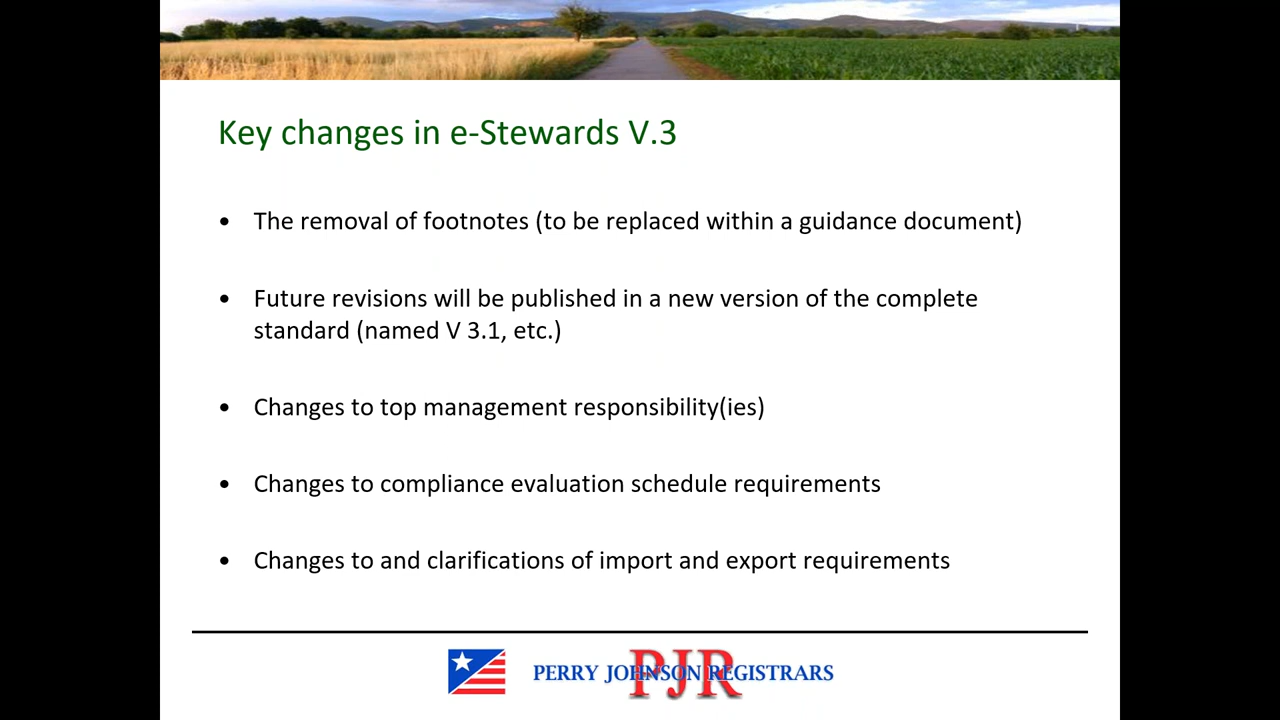 Key changes in e-Stewards V.3
• The removal of footnotes (to be replaced within a guidance document)
• Future revisions will be published in a new version of the complete
standard (named V 3.1, etc.)
• Changes to top management responsibility(ies)
• Changes to compliance evaluation schedule requirements
• Changes to and clarifications of import and export requirements
PJR
PERRY JOHNSON REGISTRARS